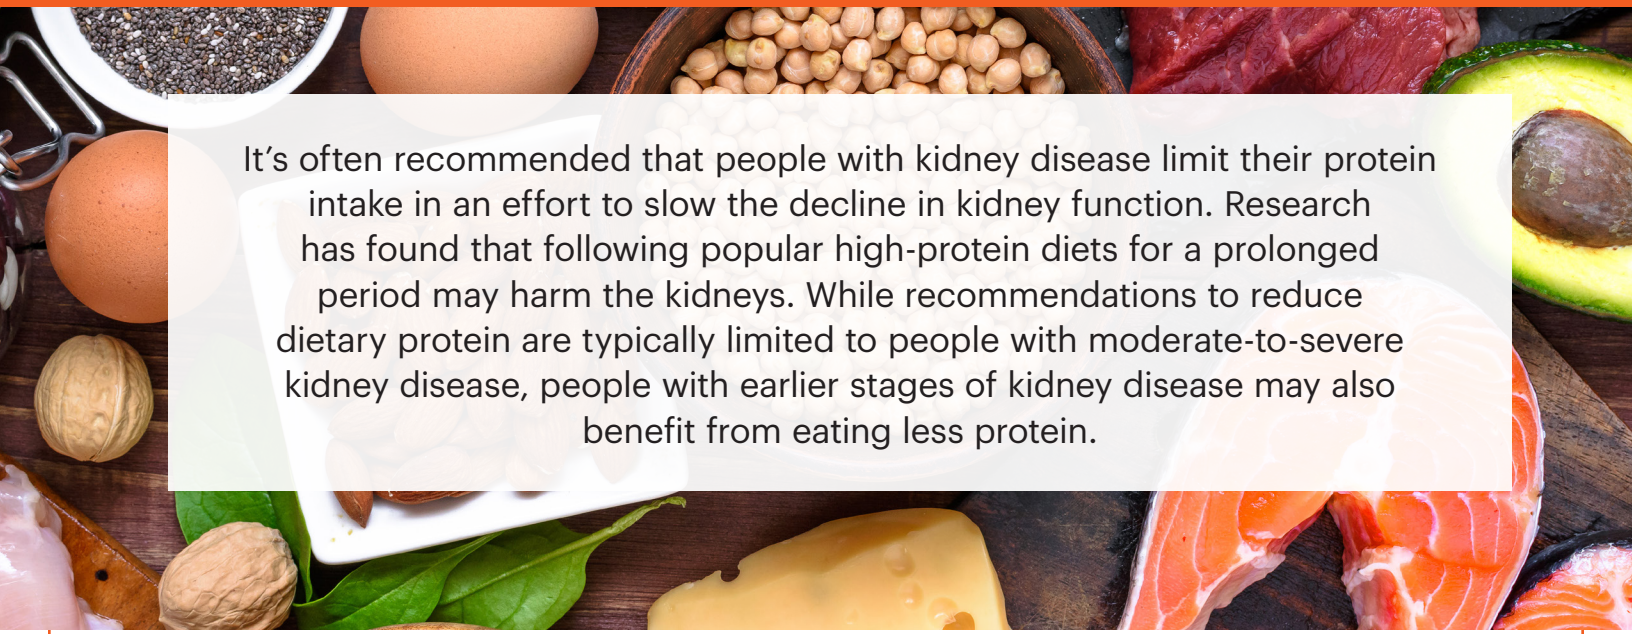 It’s often recommended that people with kidney disease limit their protein
intake in an effort to slow the decline in kidney function. Research
has found that following popular high-protein diets for a prolonged
period may harm the kidneys. While recommendations to reduce
dietary protein are typically limited to people with moderate-to-severe
kidney disease, people with earlier stages of kidney disease may also
benefit from eating less protein.